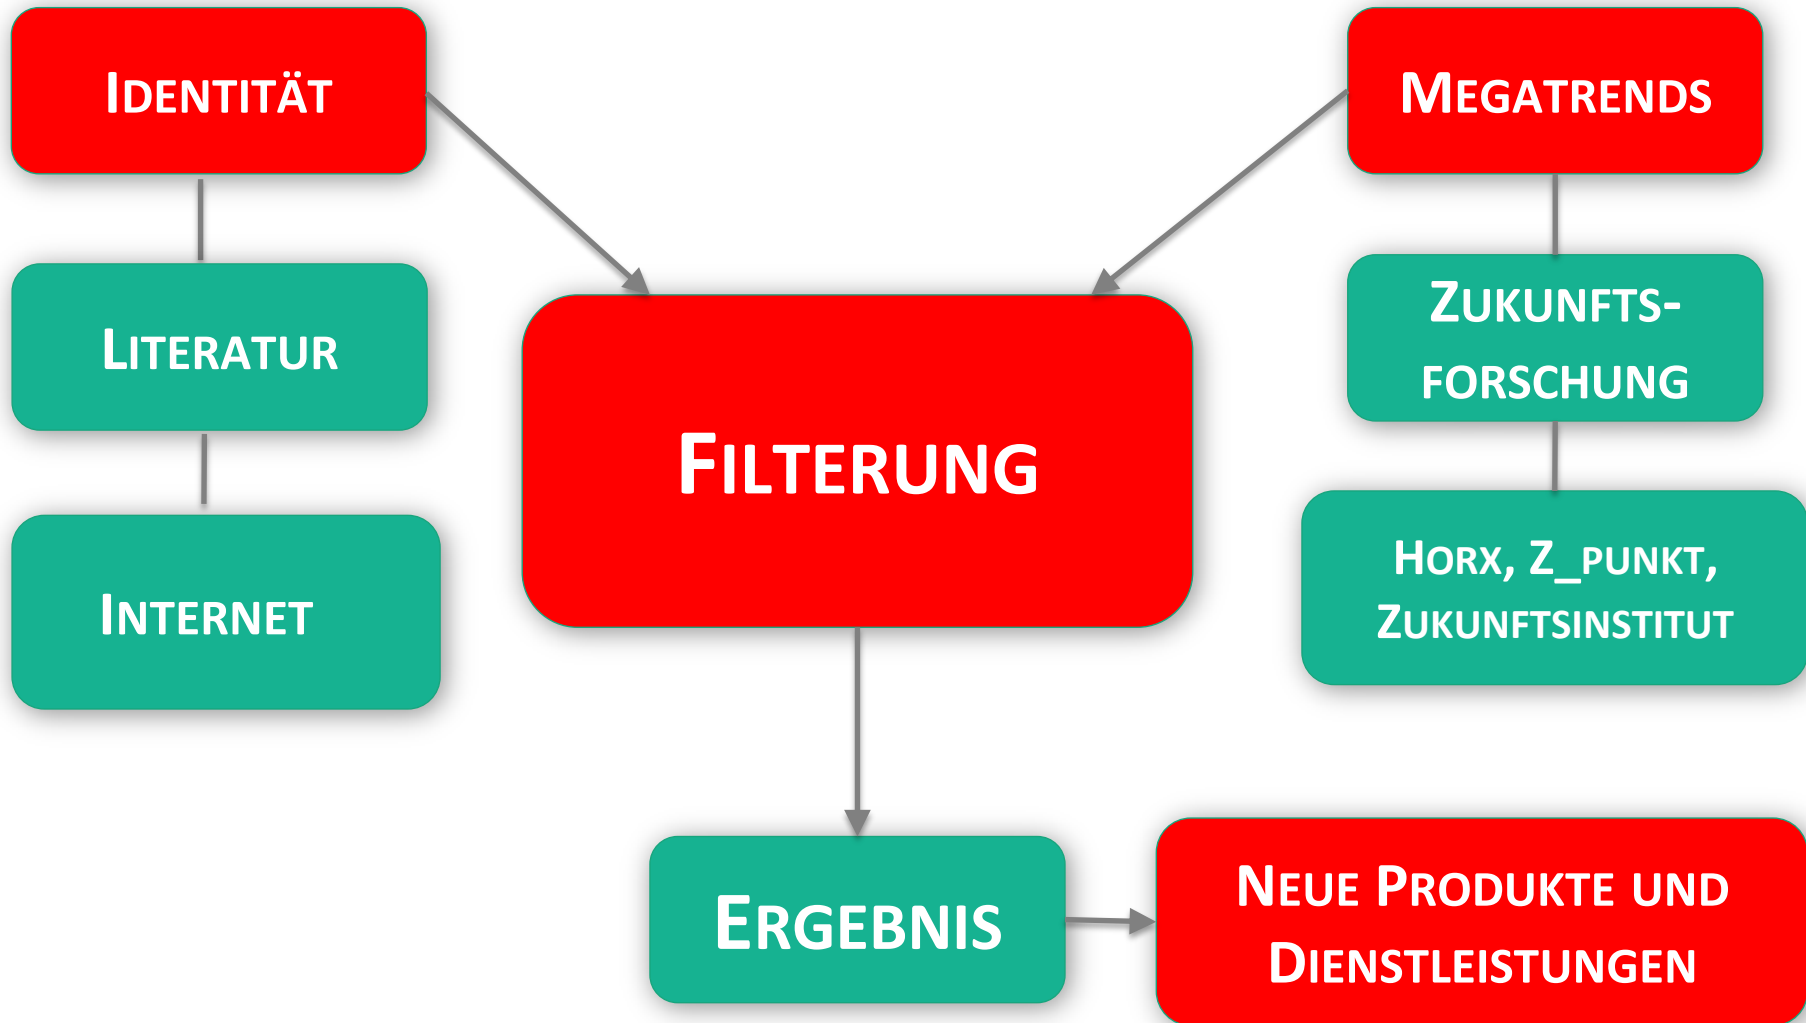 IDENTITÄT
MEGATRENDS
LITERATUR
ZUKUNFTS-
FORSCHUNG
FILTERUNG
INTERNET
HORX, Z_PUNKT,
ZUKUNFTSINSTITUT
ERGEBNIS
NEUE PRODUKTE UND
DIENSTLEISTUNGEN